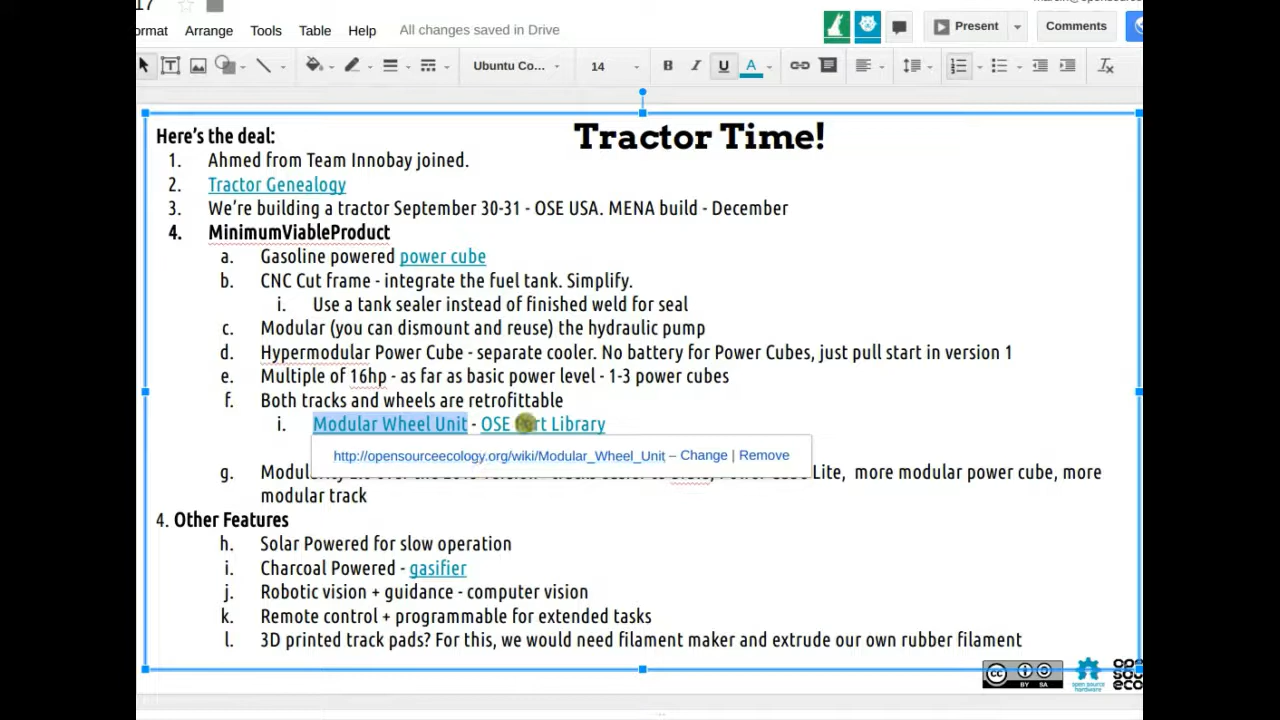 17
ormat Arrange Tools Table Help All changes saved in Drive
Present Comments
Ubuntu Co... 14 B I U A
Tractor Time!
Here's the deal:
1. Ahmed from Team Innobay joined.
2. Tractor Genealogy
3. We're building a tractor September 30-31 - OSE USA. MENA build - December
4. MinimumViableProduct
a. Gasoline powered power cube
b. CNC Cut frame - integrate the fuel tank. Simplify.
i. Use a tank sealer instead of finished weld for seal
c. Modular (you can dismount and reuse) the hydraulic pump
d. Hypermodular Power Cube - separate cooler. No battery for Power Cubes, just pull start in version 1
e. Multiple of 16hp - as far as basic power level - 1-3 power cubes
f. Both tracks and wheels are retrofittable
i. Modular Wheel Unit - OSE Part Library
http://opensourceecology.org/wiki/Modular_Wheel_Unit – Change | Remove
g. Lite, more modular power cube, more
modular track
4. Other Features
h. Solar Powered for slow operation
i. Charcoal Powered - gasifier
j. Robotic vision + guidance - computer vision
k. Remote control + programmable for extended tasks
l. 3D printed track pads? For this, we would need filament maker and extrude our own rubber filament
cc BY SA open source hardware